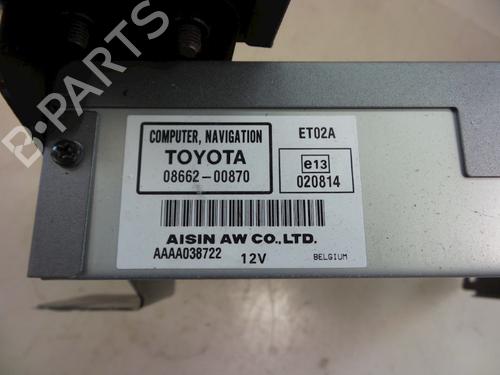 B-PARTS
COMPUTER, NAVIGATION
ET02A
TOYOTA
08662-00870
e13
020814
AISIN AW CO.,LTD.
AAAA038722
12V
BELGIUM